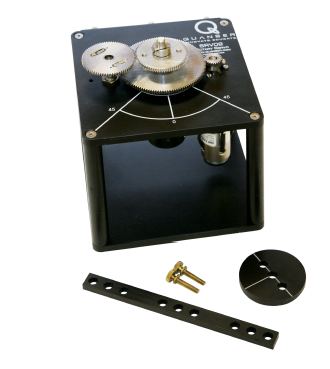 QUANSER
INNOVATE EDUCATE
SRV02
45
0
45